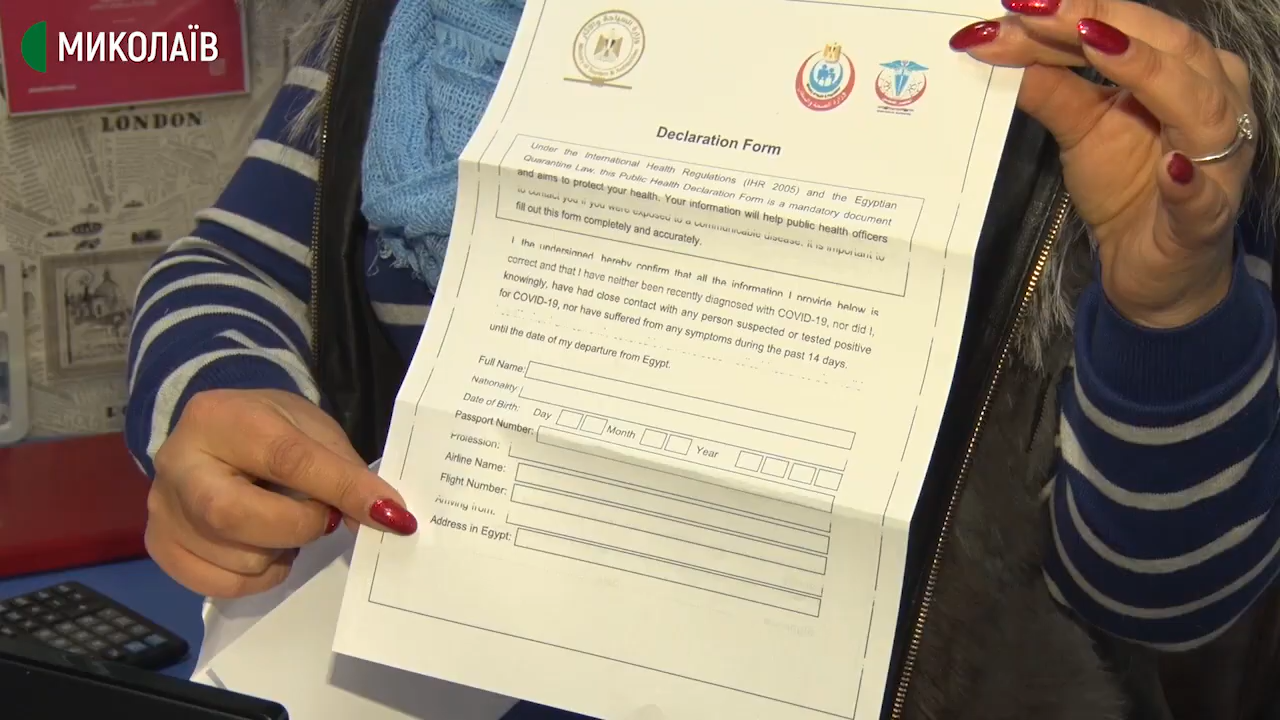 МИКОЛАЇВ
LONDON
Declaration Form
Under the International Health Regulations (IHR 2005) and the Egyptian
Quarantine Law, this Public Health Declaration Form is a mandatory document
and aims to protect your health. Your information will help public health officers
to contact you if you were exposed to a communicable disease. It is important to
fill out this form completely and accurately.
I the undersigned, hereby confirm that all the information I provide below is
correct and that I have neither been recently diagnosed with COVID-19, nor did I,
knowingly, have had close contact with any person suspected or tested positive
for COVID-19, nor have suffered from any symptoms during the past 14 days.
until the date of my departure from Egypt.
Full Name:
Nationality:
Date of Birth: Day Month Year
Passport Number:
Profession:
Airline Name:
Flight Number:
Arriving from:
Address in Egypt: